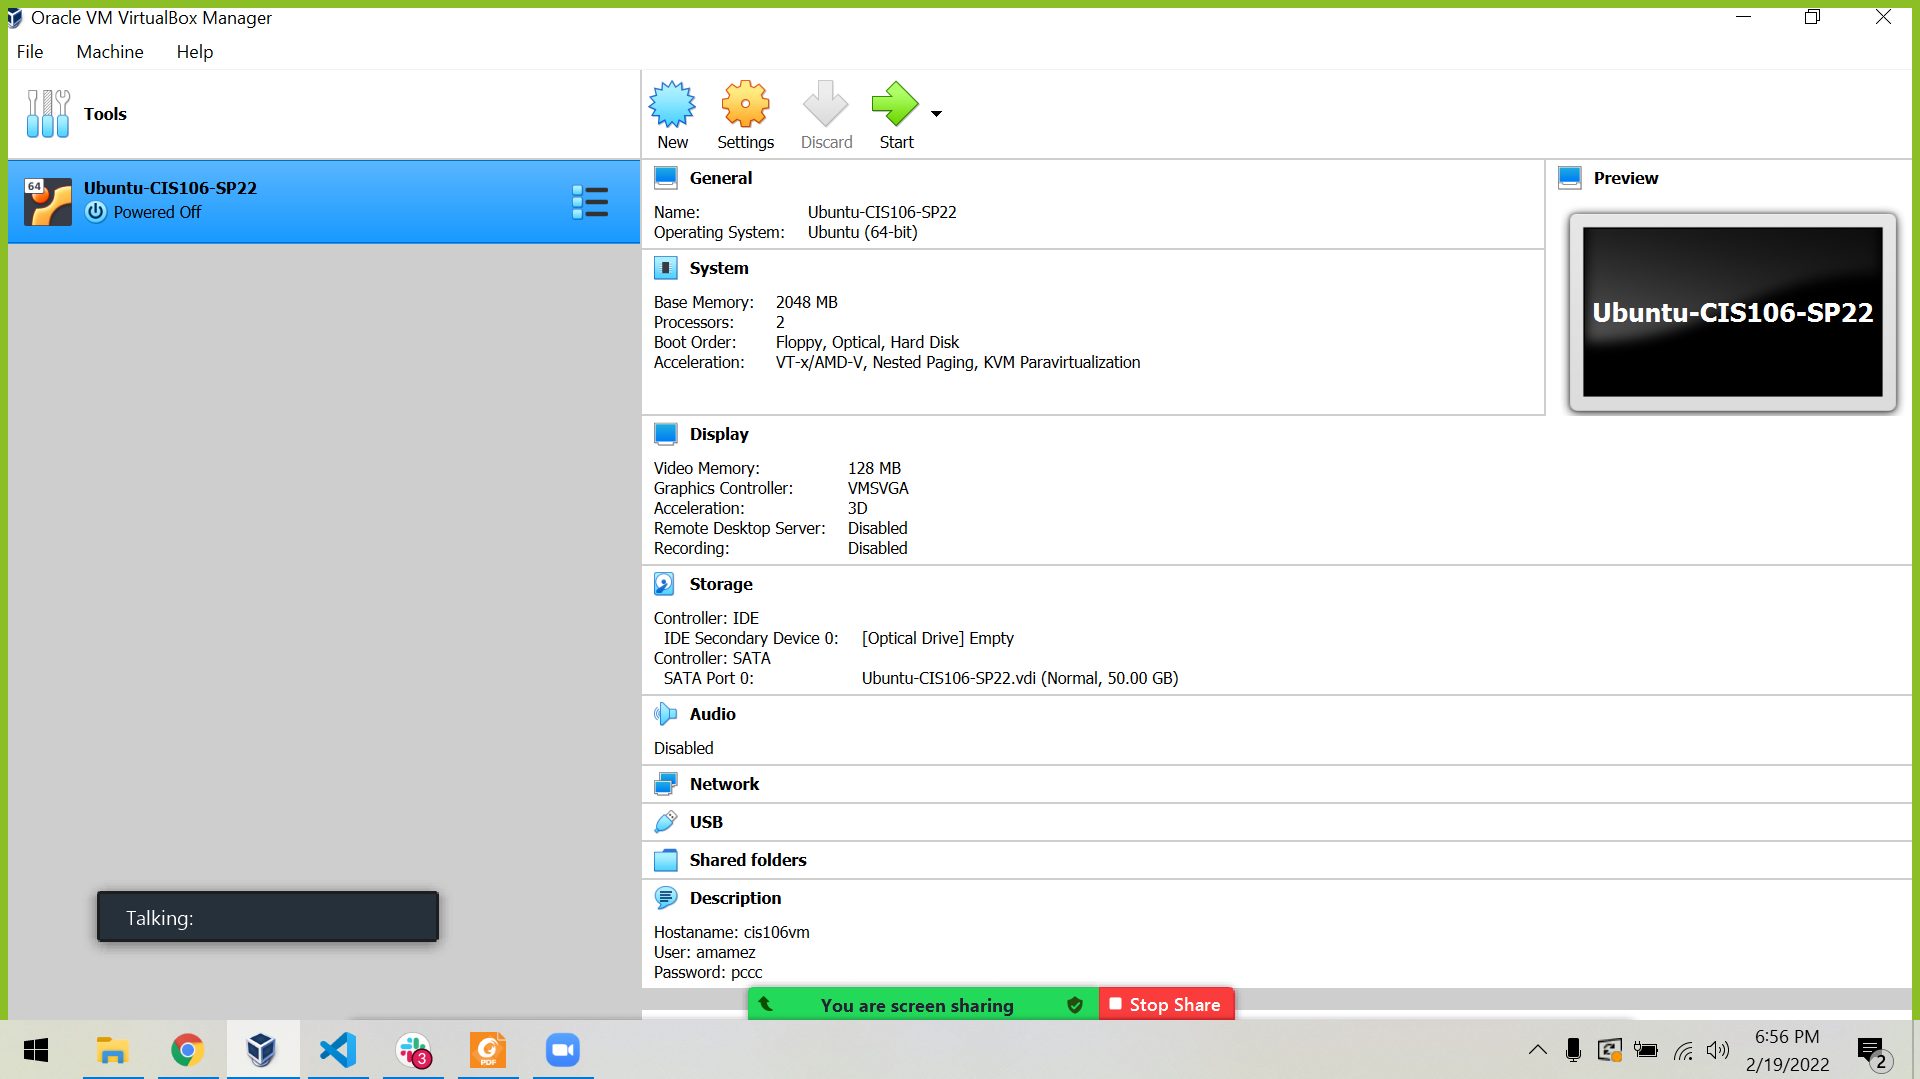 Oracle VM VirtualBox Manager
File Machine Help
Tools
New Settings Discard Start
64
Ubuntu-CIS106-SP22
Powered Off
General
Name: Ubuntu-CIS106-SP22
Operating System: Ubuntu (64-bit)
Preview
Ubuntu-CIS106-SP22
System
Base Memory: 2048 MB
Processors: 2
Boot Order: Floppy, Optical, Hard Disk
Acceleration: VT-x/AMD-V, Nested Paging, KVM Paravirtualization
Display
Video Memory: 128 MB
Graphics Controller: VMSVGA
Acceleration: 3D
Remote Desktop Server: Disabled
Recording: Disabled
Storage
Controller: IDE
IDE Secondary Device 0: [Optical Drive] Empty
Controller: SATA
SATA Port 0: Ubuntu-CIS106-SP22.vdi (Normal, 50.00 GB)
Audio
Disabled
Network
USB
Shared folders
Description
Hostaname: cis106vm
User: amamez
Password: pccc
Talking:
You are screen sharing
Stop Share
3
PDF
6:56 PM
2/19/2022
2